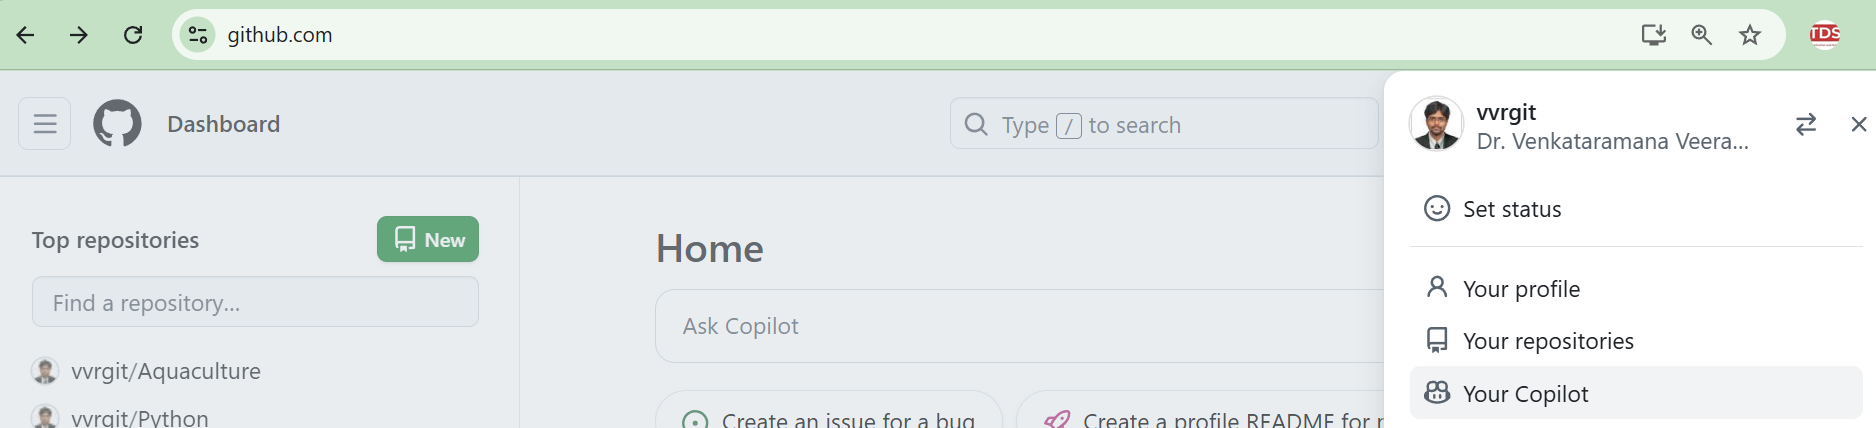 github.com
TDS
Dashboard
Type / to search
vvrgit
Dr. Venkataramana Veera...
Set status
Top repositories
New
Find a repository...
vvrgit/Aquaculture
vvrgit/Python
Home
Ask Copilot
Create an issue for a bug
Create a profile README for
Your profile
Your repositories
Your Copilot